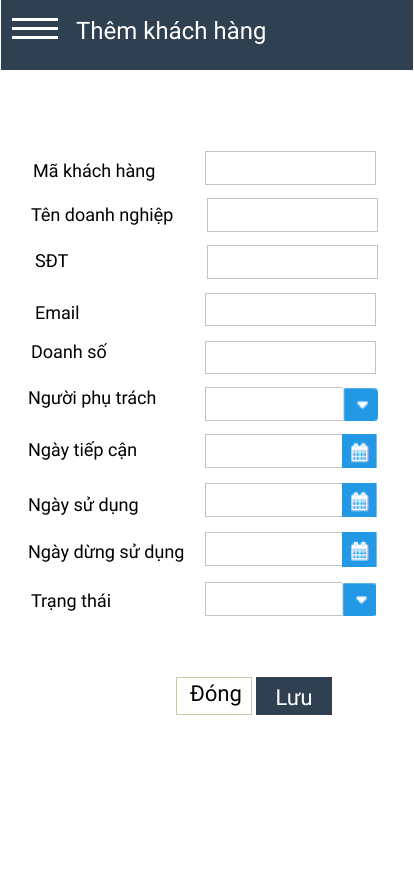 Thêm khách hàng
Mã khách hàng
Tên doanh nghiệp
SĐT
Email
Doanh số
Người phụ trách
Ngày tiếp cận
Ngày sử dụng
Ngày dừng sử dụng
Trạng thái
Đóng
Lưu